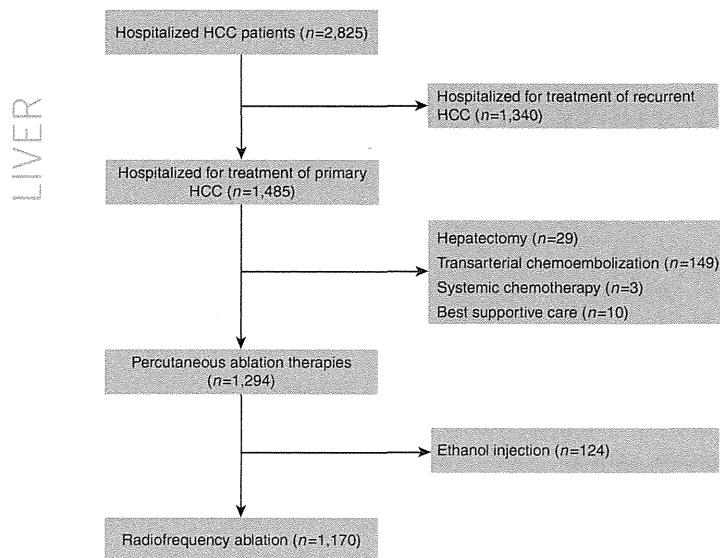 LIVER
Hospitalized HCC patients (n=2,825)
Hospitalized for treatment of recurrent
HCC (n=1,340)
Hospitalized for treatment of primary
HCC (n=1,485)
Hepatectomy (n=29)
Transarterial chemoembolization (n=149)
Systemic chemotherapy (n=3)
Best supportive care (n=10)
Percutaneous ablation therapies
(n=1,294)
Ethanol injection (n=124)
Radiofrequency ablation (n=1,170)